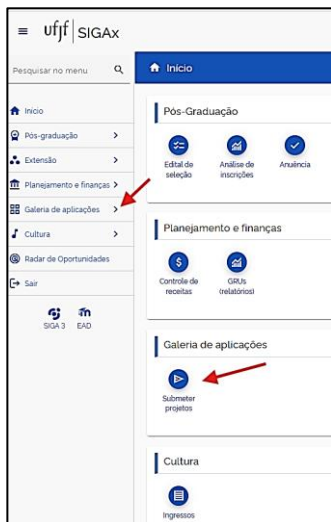 ufjf SIGAX
Pesquisar no menu
Início
Início
Pós-graduação
Extensão
Planejamento e finanças
Galeria de aplicações
Cultura
Radar de Oportunidades
Sair
SIGA 3 EAD
Pós-Graduação
Edital de seleção
Análise de inscrições
Anuência
Planejamento e finanças
Controle de receitas
GRUs (relatórios)
Galeria de aplicações
Submeter projetos
Cultura
Ingressos